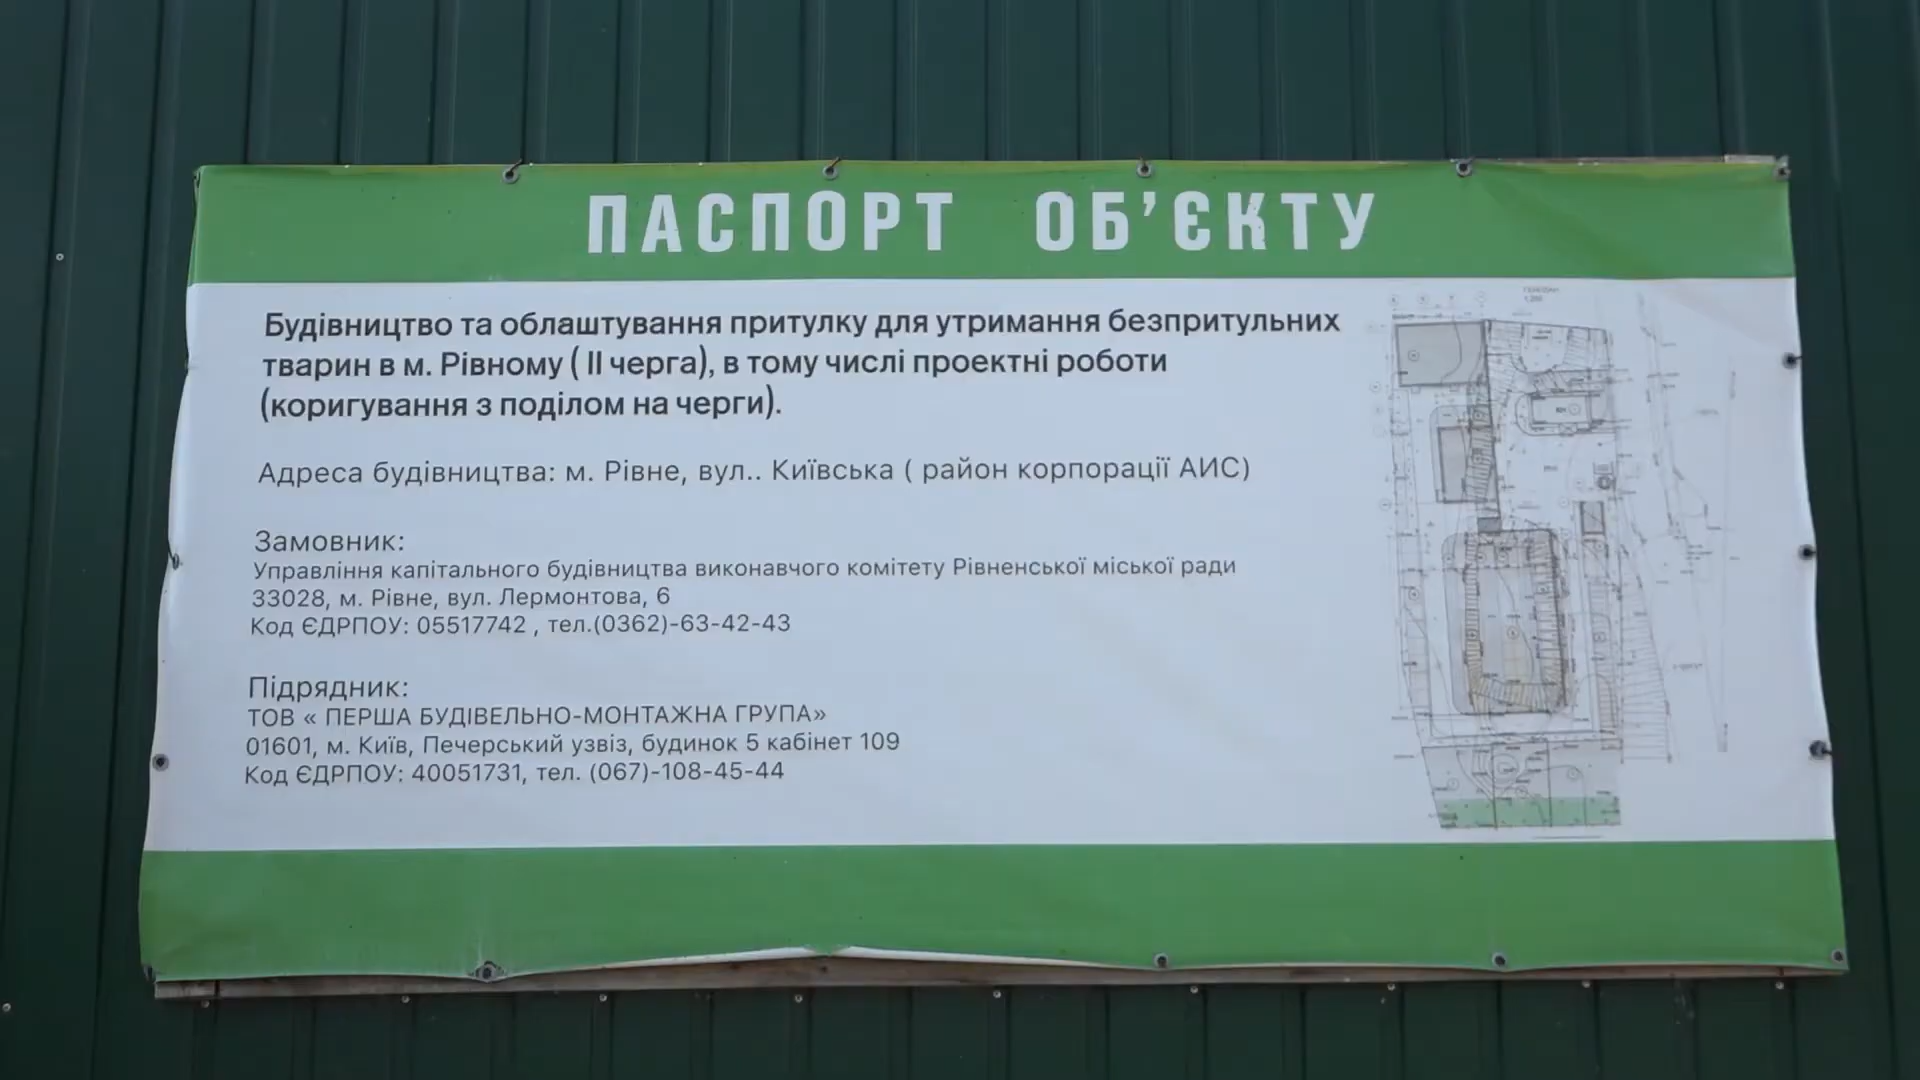 ПАСПОРТ ОБ’ЄКТУ
Будівництво та облаштування притулку для утримання безпритульних
тварин в м. Рівному ( II черга), в тому числі проектні роботи
(коригування з поділом на черги).
Адреса будівництва: м. Рівне, вул.. Київська ( район корпорації АИС)
Замовник:
Управління капітального будівництва виконавчого комітету Рівненської міської ради
33028, м. Рівне, вул. Лермонтова, 6
Код ЄДРПОУ: 05517742 , тел.(0362)-63-42-43
Підрядник:
ТОВ « ПЕРША БУДІВЕЛЬНО-МОНТАЖНА ГРУПА»
01601, м. Київ, Печерський узвіз, будинок 5 кабінет 109
Код ЄДРПОУ: 40051731, тел. (067)-108-45-44